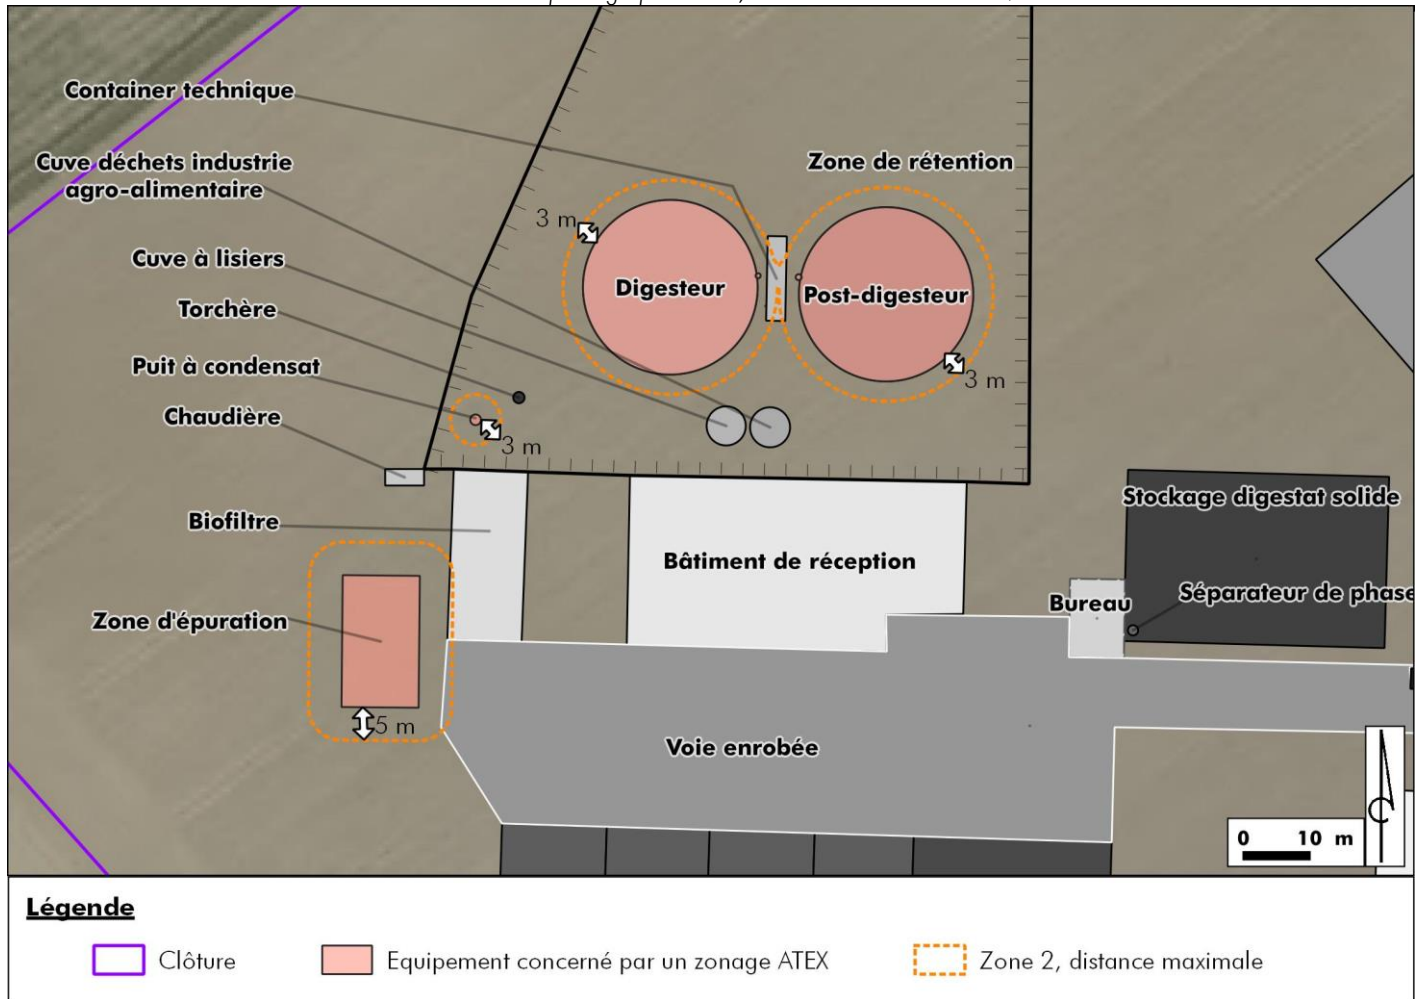 Container technique
Cuve déchets industrie
agro-alimentaire
Zone de rétention
3 m
Cuve à lisiers
Digesteur
Post-digesteur
Torchère
Puit à condensat
3 m
Chaudière
3 m
Stockage digestat solide
Biofiltre
Bâtiment de réception
Bureau
Séparateur de phase
Zone d'épuration
5 m
Voie enrobée
0 10 m
Légende
Clôture
Equipement concerné par un zonage ATEX
Zone 2, distance maximale